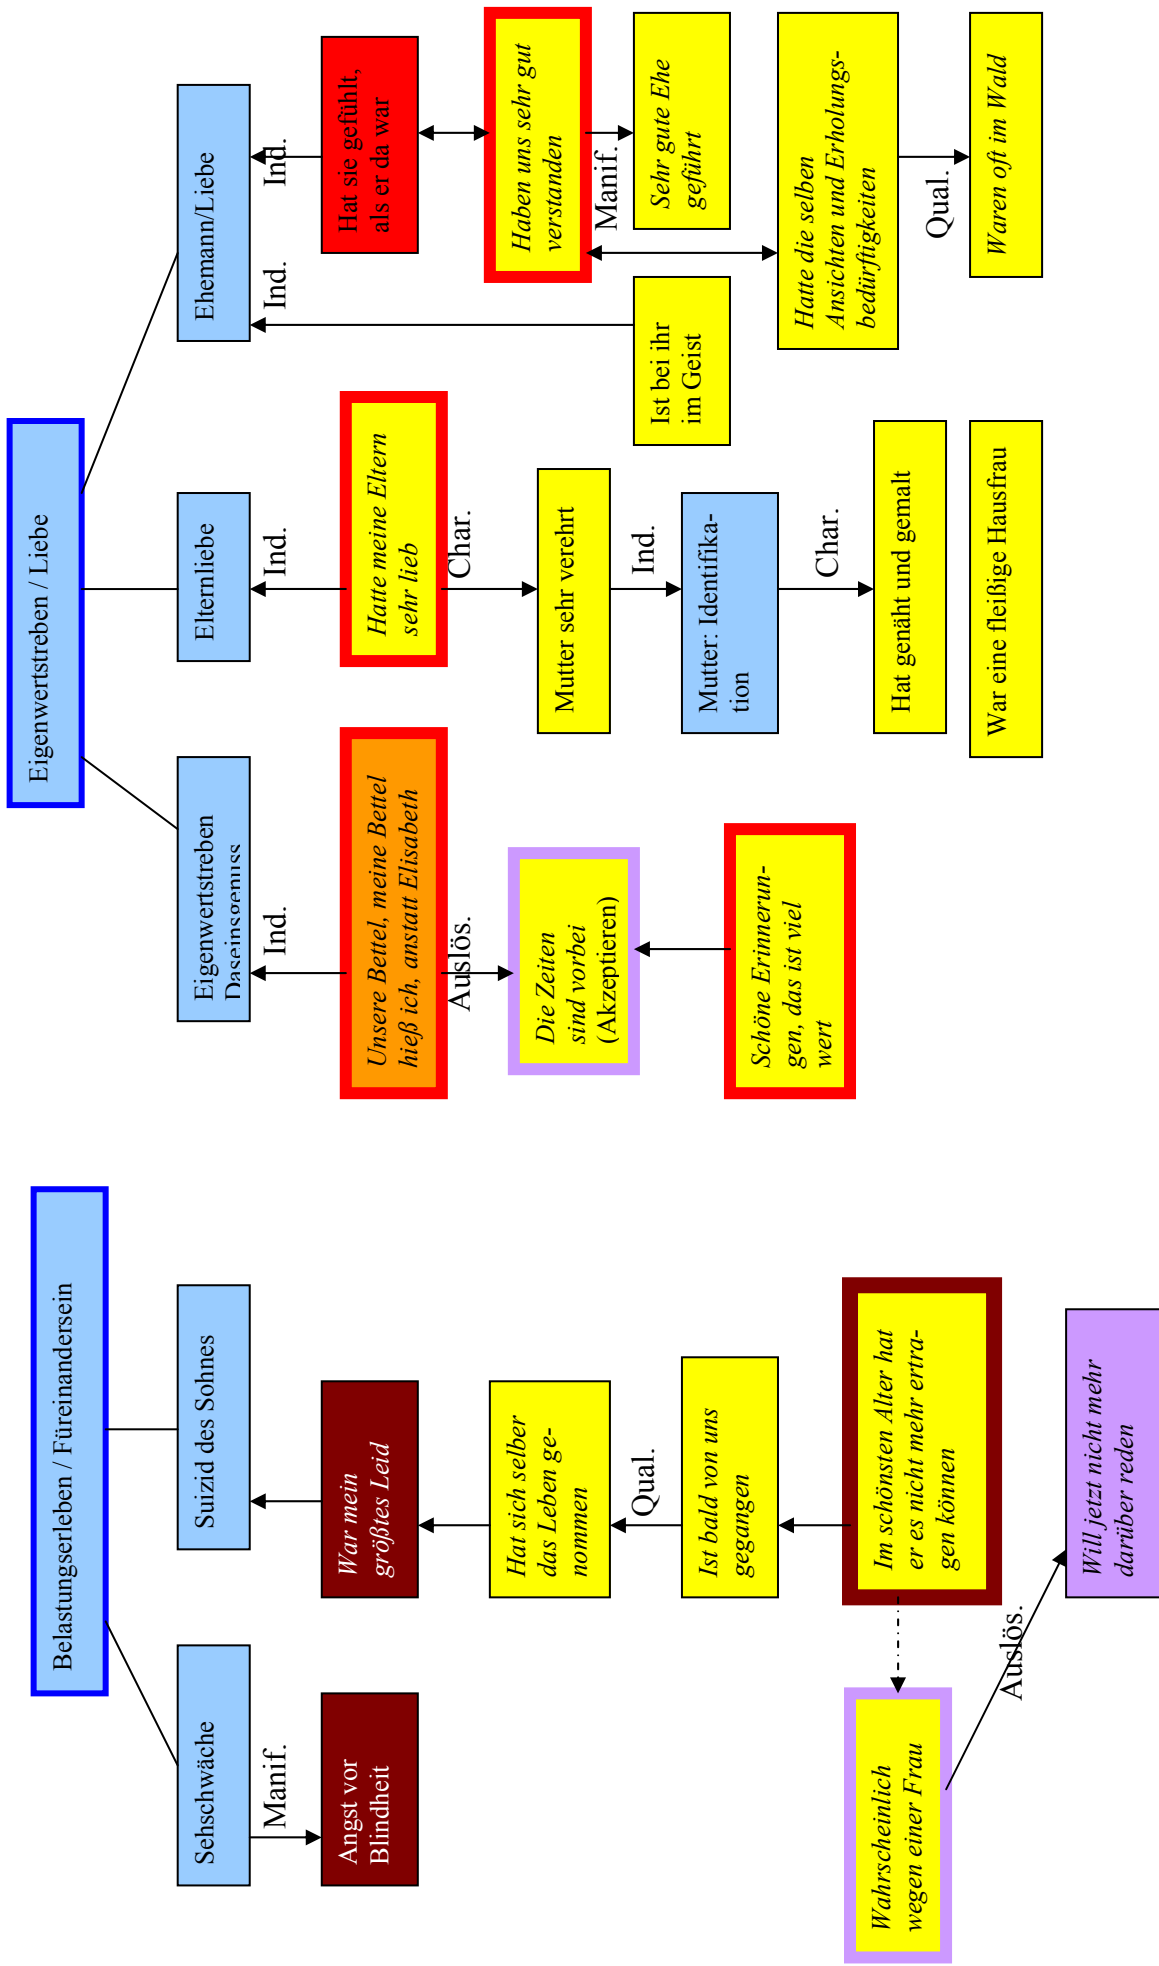 Belastungserleben / Füreinandersein
Sehschwäche
Manif.
Angst vor
Blindheit
Suizid des Sohnes
War mein
größtes Leid
Hat sich selber
das Leben ge-
nommen
Qual.
Ist bald von uns
gegangen
Im schönsten Alter hat
er es nicht mehr ertra-
gen können
Wahrscheinlich
wegen einer Frau
Auslös.
Will jetzt nicht mehr
darüber reden
Eigenwertstreben / Liebe
Eigenwertstreben
Daseinsgenuss
Ind.
Unsere Bettel, meine Bettel
hieß ich, anstatt Elisabeth
Auslös.
Die Zeiten
sind vorbei
(Akzeptieren)
Schöne Erinnerun-
gen, das ist viel
wert
Elternliebe
Ind.
Hatte meine Eltern
sehr lieb
Char.
Mutter sehr verehrt
Ind.
Mutter: Identifika-
tion
Char.
Hat genäht und gemalt
War eine fleißige Hausfrau
Ehemann/Liebe
Ind.
Ind.
Hat sie gefühlt,
als er da war
Haben uns sehr gut
verstanden
Manif.
Sehr gute Ehe
geführt
Ist bei ihr
im Geist
Hatte die selben
Ansichten und Erholungs-
bedürftigkeiten
Qual.
Waren oft im Wald